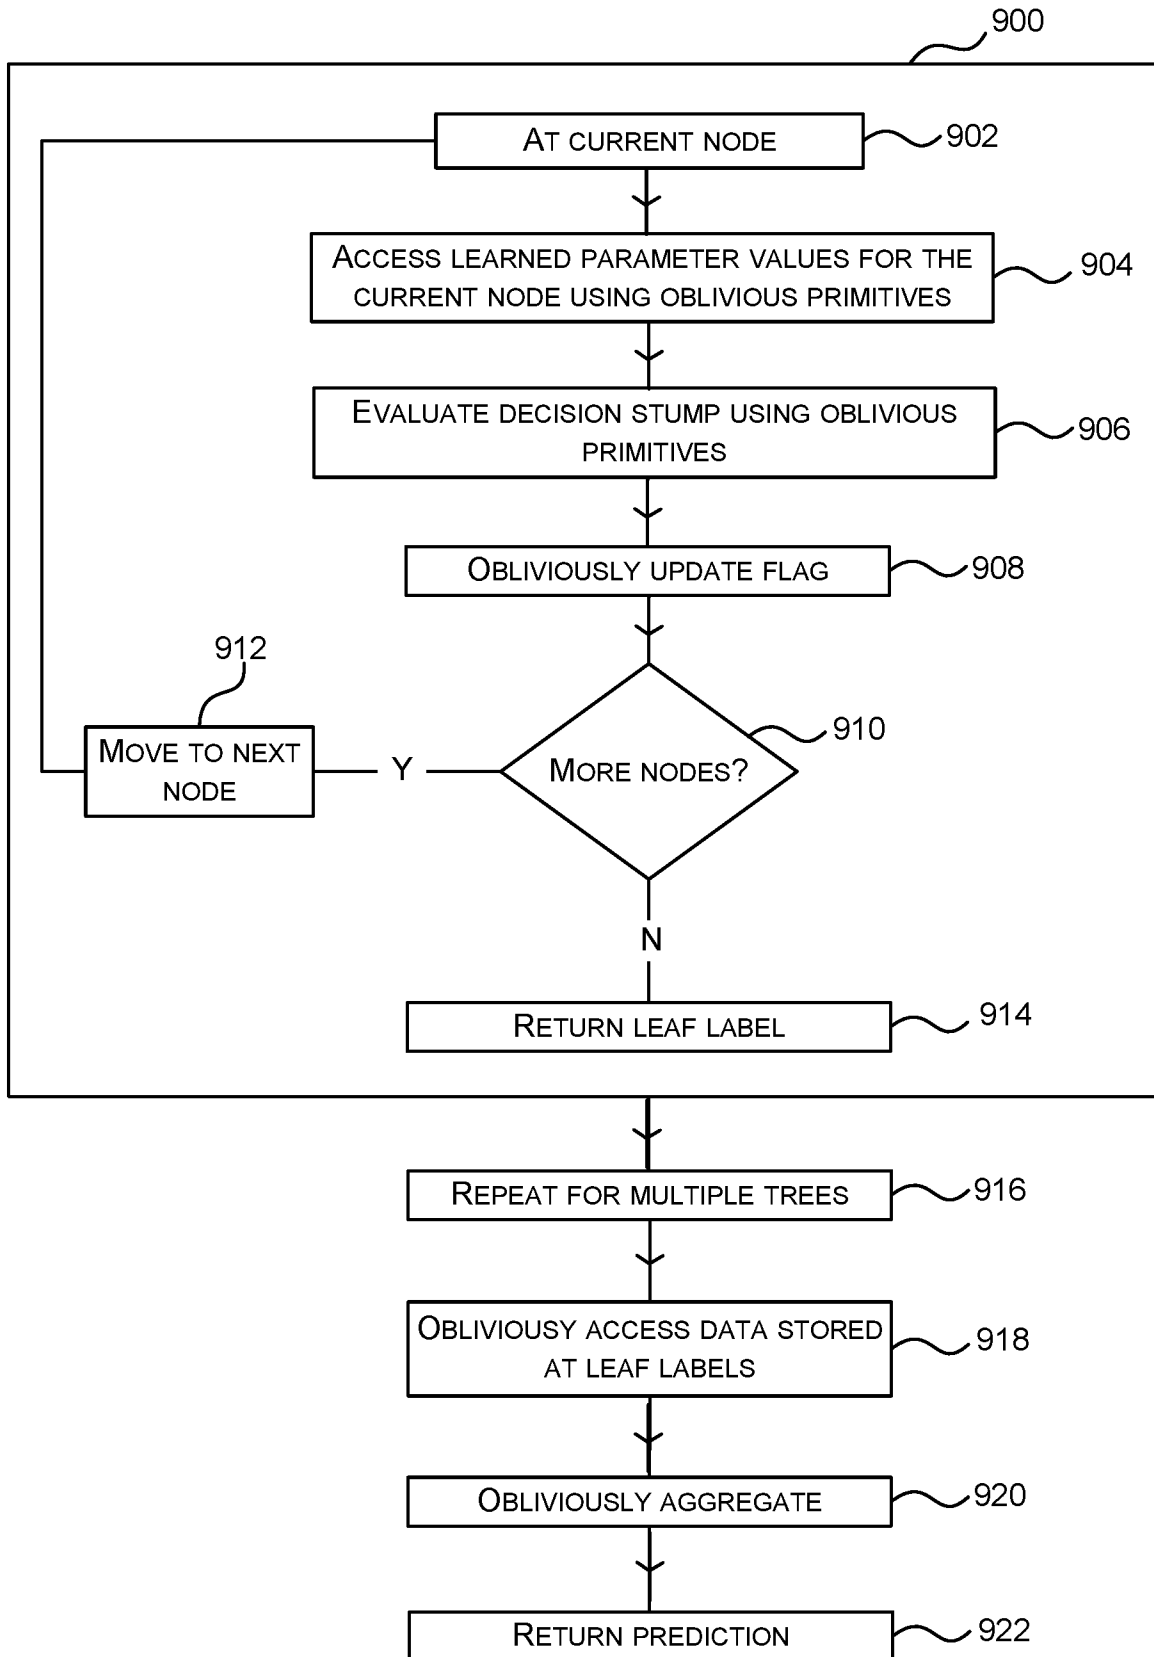 900
AT CURRENT NODE
902
ACCESS LEARNED PARAMETER VALUES FOR THE
CURRENT NODE USING OBLIVIOUS PRIMITIVES
904
EVALUATE DECISION STUMP USING OBLIVIOUS
PRIMITIVES
906
OBLIVIOUSLY UPDATE FLAG
908
912
MOVE TO NEXT
NODE
Y
MORE NODES?
910
N
RETURN LEAF LABEL
914
REPEAT FOR MULTIPLE TREES
916
OBLIVIOUSY ACCESS DATA STORED
AT LEAF LABELS
918
OBLIVIOUSLY AGGREGATE
920
RETURN PREDICTION
922